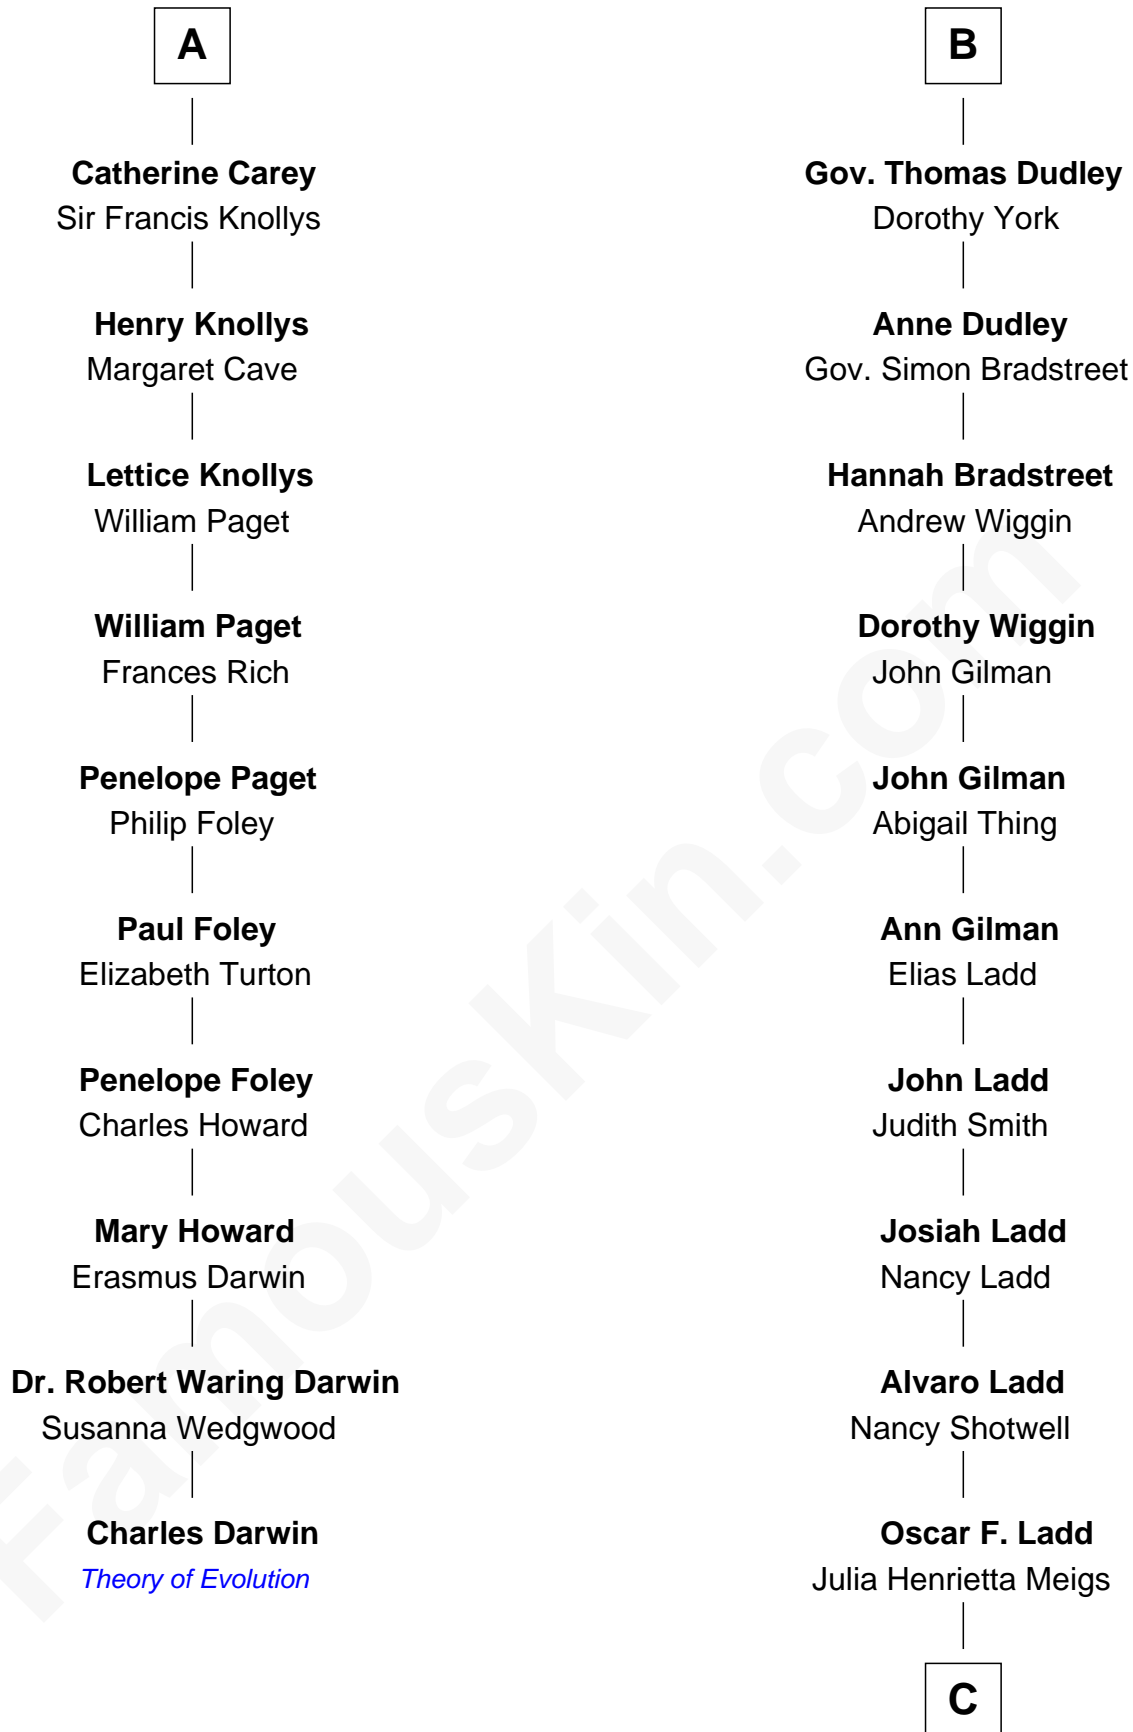 A
Catherine Carey
Sir Francis Knollys
Henry Knollys
Margaret Cave
Lettice Knollys
William Paget
William Paget
Frances Rich
Penelope Paget
Philip Foley
Paul Foley
Elizabeth Turton
Penelope Foley
Charles Howard
Mary Howard
Erasmus Darwin
Dr. Robert Waring Darwin
Susanna Wedgwood
Charles Darwin
Theory of Evolution
B
Gov. Thomas Dudley
Dorothy York
Anne Dudley
Gov. Simon Bradstreet
Hannah Bradstreet
Andrew Wiggin
Dorothy Wiggin
John Gilman
John Gilman
Abigail Thing
Ann Gilman
Elias Ladd
John Ladd
Judith Smith
Josiah Ladd
Nancy Ladd
Alvaro Ladd
Nancy Shotwell
Oscar F. Ladd
Julia Henrietta Meigs
C
FamousKin.com